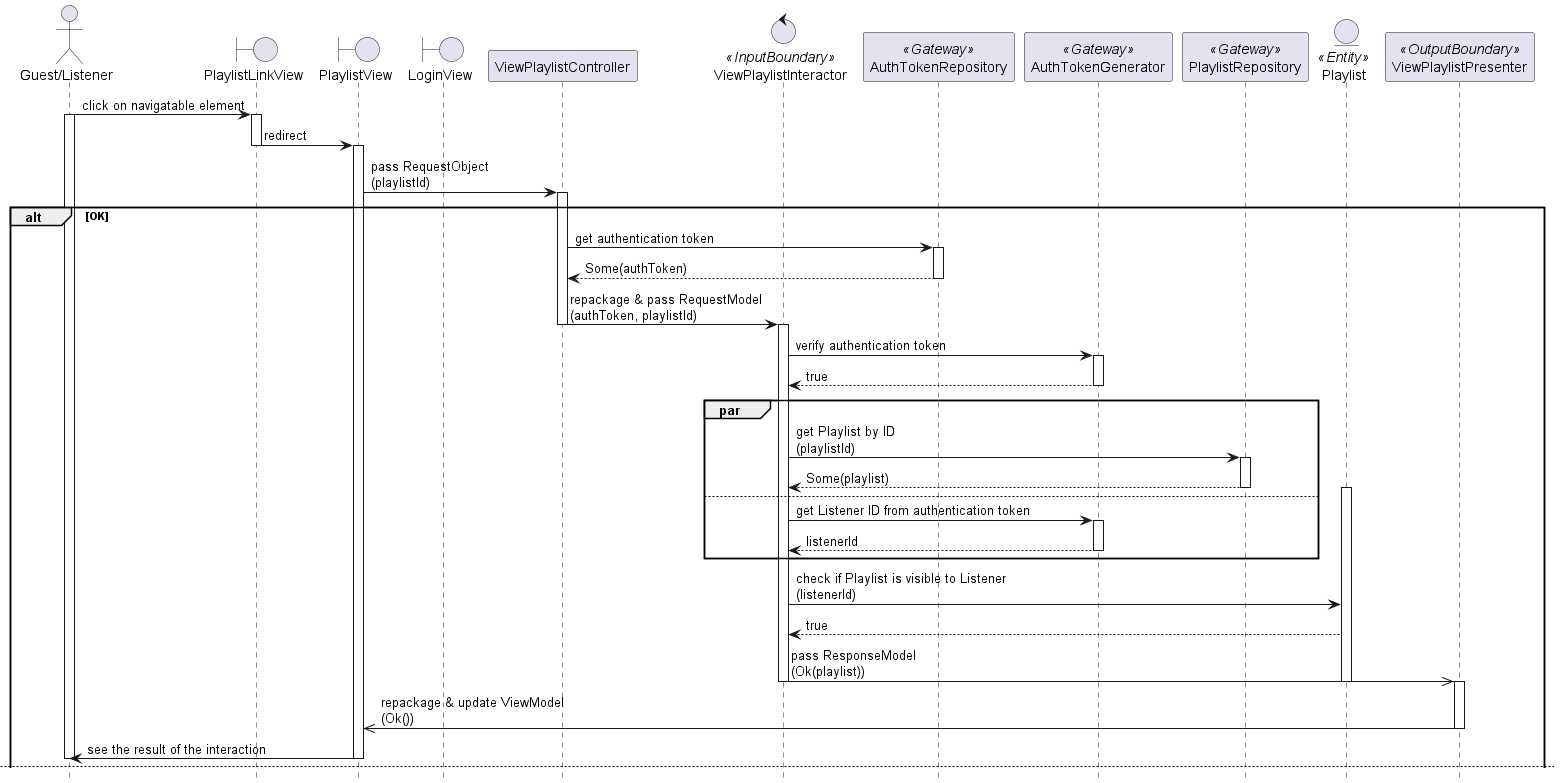 Guest/Listener
PlaylistLinkView
PlaylistView
LoginView
ViewPlaylistController
«InputBoundary»
ViewPlaylistInteractor
«Gateway»
AuthTokenRepository
«Gateway»
AuthTokenGenerator
«Gateway»
PlaylistRepository
«Entity»
Playlist
«OutputBoundary»
ViewPlaylistPresenter
click on navigatable element
redirect
pass RequestObject
(playlistId)
alt [OK]
get authentication token
Some(authToken)
repackage & pass RequestModel
(authToken, playlistId)
verify authentication token
true
par
get Playlist by ID
(playlistId)
Some(playlist)
get Listener ID from authentication token
listenerId
check if Playlist is visible to Listener
(listenerId)
true
pass ResponseModel
(Ok(playlist))
repackage & update ViewModel
(Ok())
see the result of the interaction